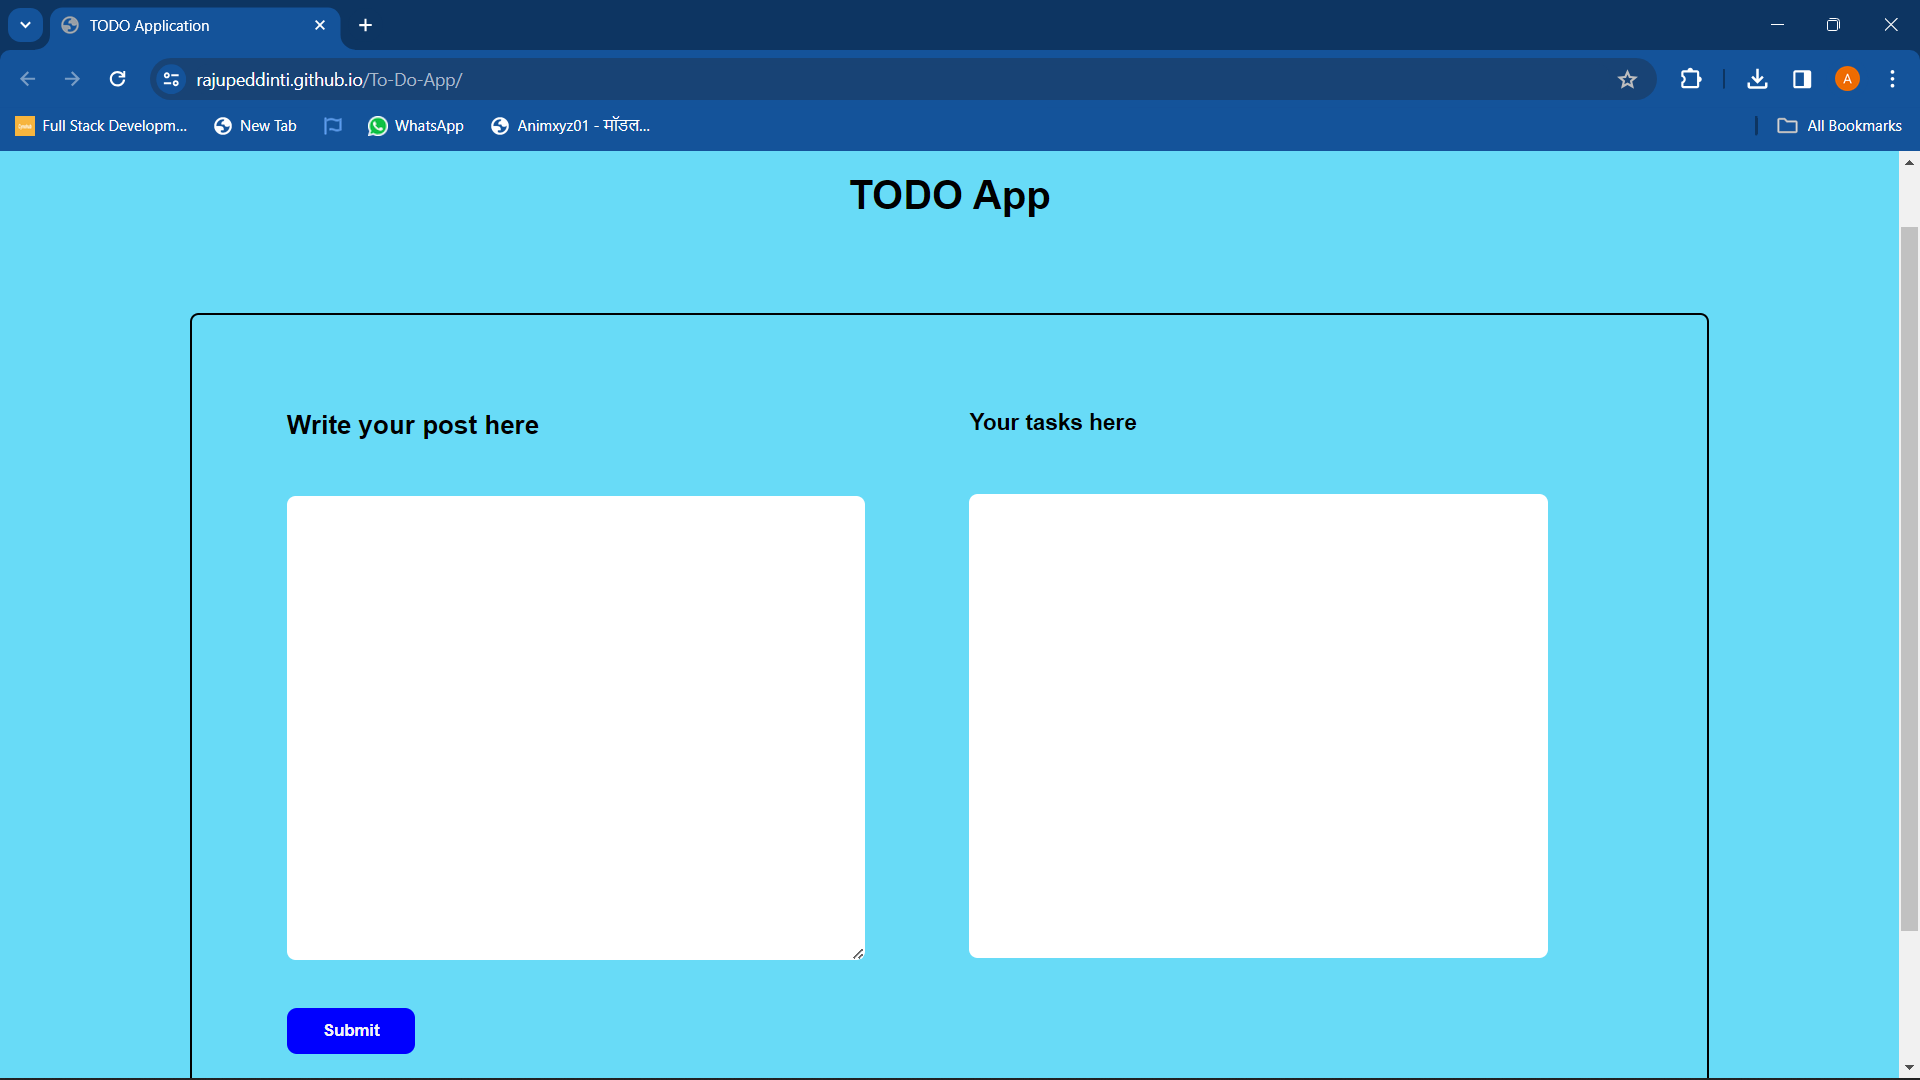 TODO Application
rajupeddinti.github.io/To-Do-App/
A
Full Stack Developm...
New Tab
WhatsApp
Animxyz01 - मॉडल...
All Bookmarks
TODO App
Write your post here
Your tasks here
Submit